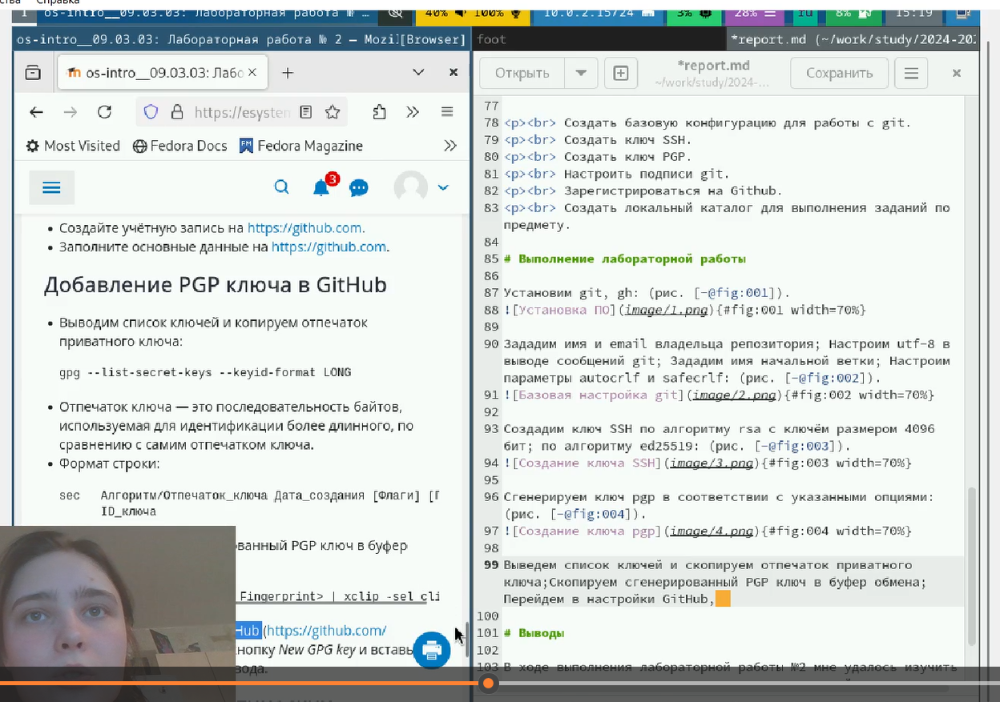 Справка
1 os-intro__09.03.03: Лабораторная работа № … 40% 100% 10.0.2.15/24 3% 28% ru 8% 15:19
os-intro__09.03.03: Лабораторная работа № 2 — Mozil[Browser]
foot
*report.md (~/work/study/2024-202
os-intro__09.03.03: Лабо
Открыть
*report.md
~/work/study/2024-…
Сохранить
https://esystem
Most Visited Fedora Docs Fedora Magazine
3
Создайте учётную запись на https://github.com.
Заполните основные данные на https://github.com.
Добавление PGP ключа в GitHub
Выводим список ключей и копируем отпечаток
приватного ключа:
gpg --list-secret-keys --keyid-format LONG
Отпечаток ключа — это последовательность байтов,
используемая для идентификации более длинного, по
сравнению с самим отпечатком ключа.
Формат строки:
sec Алгоритм/Отпечаток_ключа Дата_создания [Флаги]
ID_ключа
ванный PGP ключ в буфер
Fingerprint> | xclip -sel cli
Hub (https://github.com/
нопку New GPG key и вставь
вода.
77
78 <p><br> Создать базовую конфигурацию для работы с git.
79 <p><br> Создать ключ SSH.
80 <p><br> Создать ключ PGP.
81 <p><br> Настроить подписи git.
82 <p><br> Зарегистрироваться на Github.
83 <p><br> Создать локальный каталог для выполнения заданий по
предмету.
84
85 # Выполнение лабораторной работы
86
87 Установим git, gh: (рис. [-@fig:001]).
88 ![Установка ПО](image/1.png){#fig:001 width=70%}
89
90 Зададим имя и email владельца репозитория; Настроим utf-8 в
выводе сообщений git; Зададим имя начальной ветки; Настроим
параметры autocrlf и safecrlf: (рис. [-@fig:002]).
91 ![Базовая настройка git](image/2.png){#fig:002 width=70%}
92
93 Создадим ключ SSH по алгоритму rsa с ключём размером 4096
бит; по алгоритму ed25519: (рис. [-@fig:003]).
94 ![Создание ключа SSH](image/3.png){#fig:003 width=70%}
95
96 Сгенерируем ключ pgp в соответствии с указанными опциями:
(рис. [-@fig:004]).
97 ![Создание ключа pgp](image/4.png){#fig:004 width=70%}
98
99 Выведем список ключей и скопируем отпечаток приватного
ключа;Скопируем сгенерированный PGP ключ в буфер обмена;
Перейдем в настройки GitHub,
100
101 # Выводы
102
103 В ходе выполнения лабораторной работы №2 мне удалось изучить